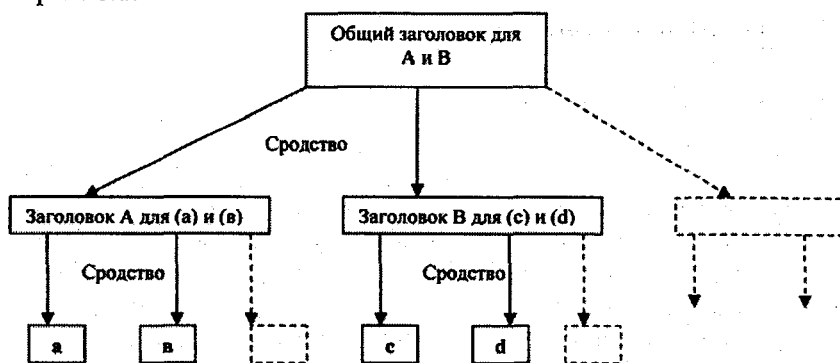 Общий заголовок для
А и В
Сродство
Заголовок А для (а) и (в)
Заголовок В для (с) и (d)
Сродство
Сродство
а
в
с
d